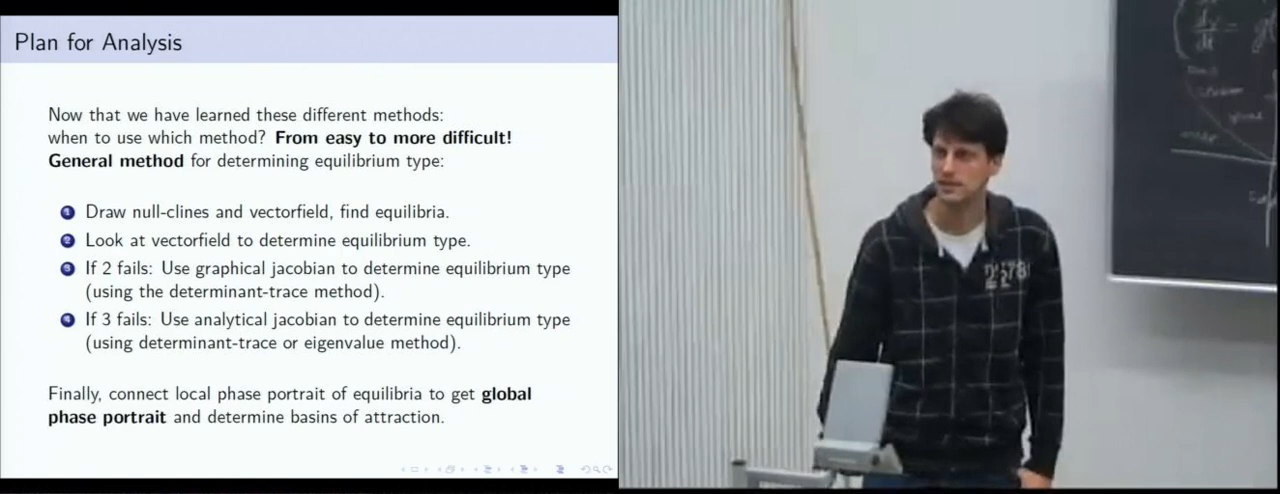 Plan for Analysis
Now that we have learned these different methods:
when to use which method? From easy to more difficult!
General method for determining equilibrium type:
1 Draw null-clines and vectorfield, find equilibria.
2 Look at vectorfield to determine equilibrium type.
3 If 2 fails: Use graphical jacobian to determine equilibrium type
(using the determinant-trace method).
4 If 3 fails: Use analytical jacobian to determine equilibrium type
(using determinant-trace or eigenvalue method).
Finally, connect local phase portrait of equilibria to get global
phase portrait and determine basins of attraction.